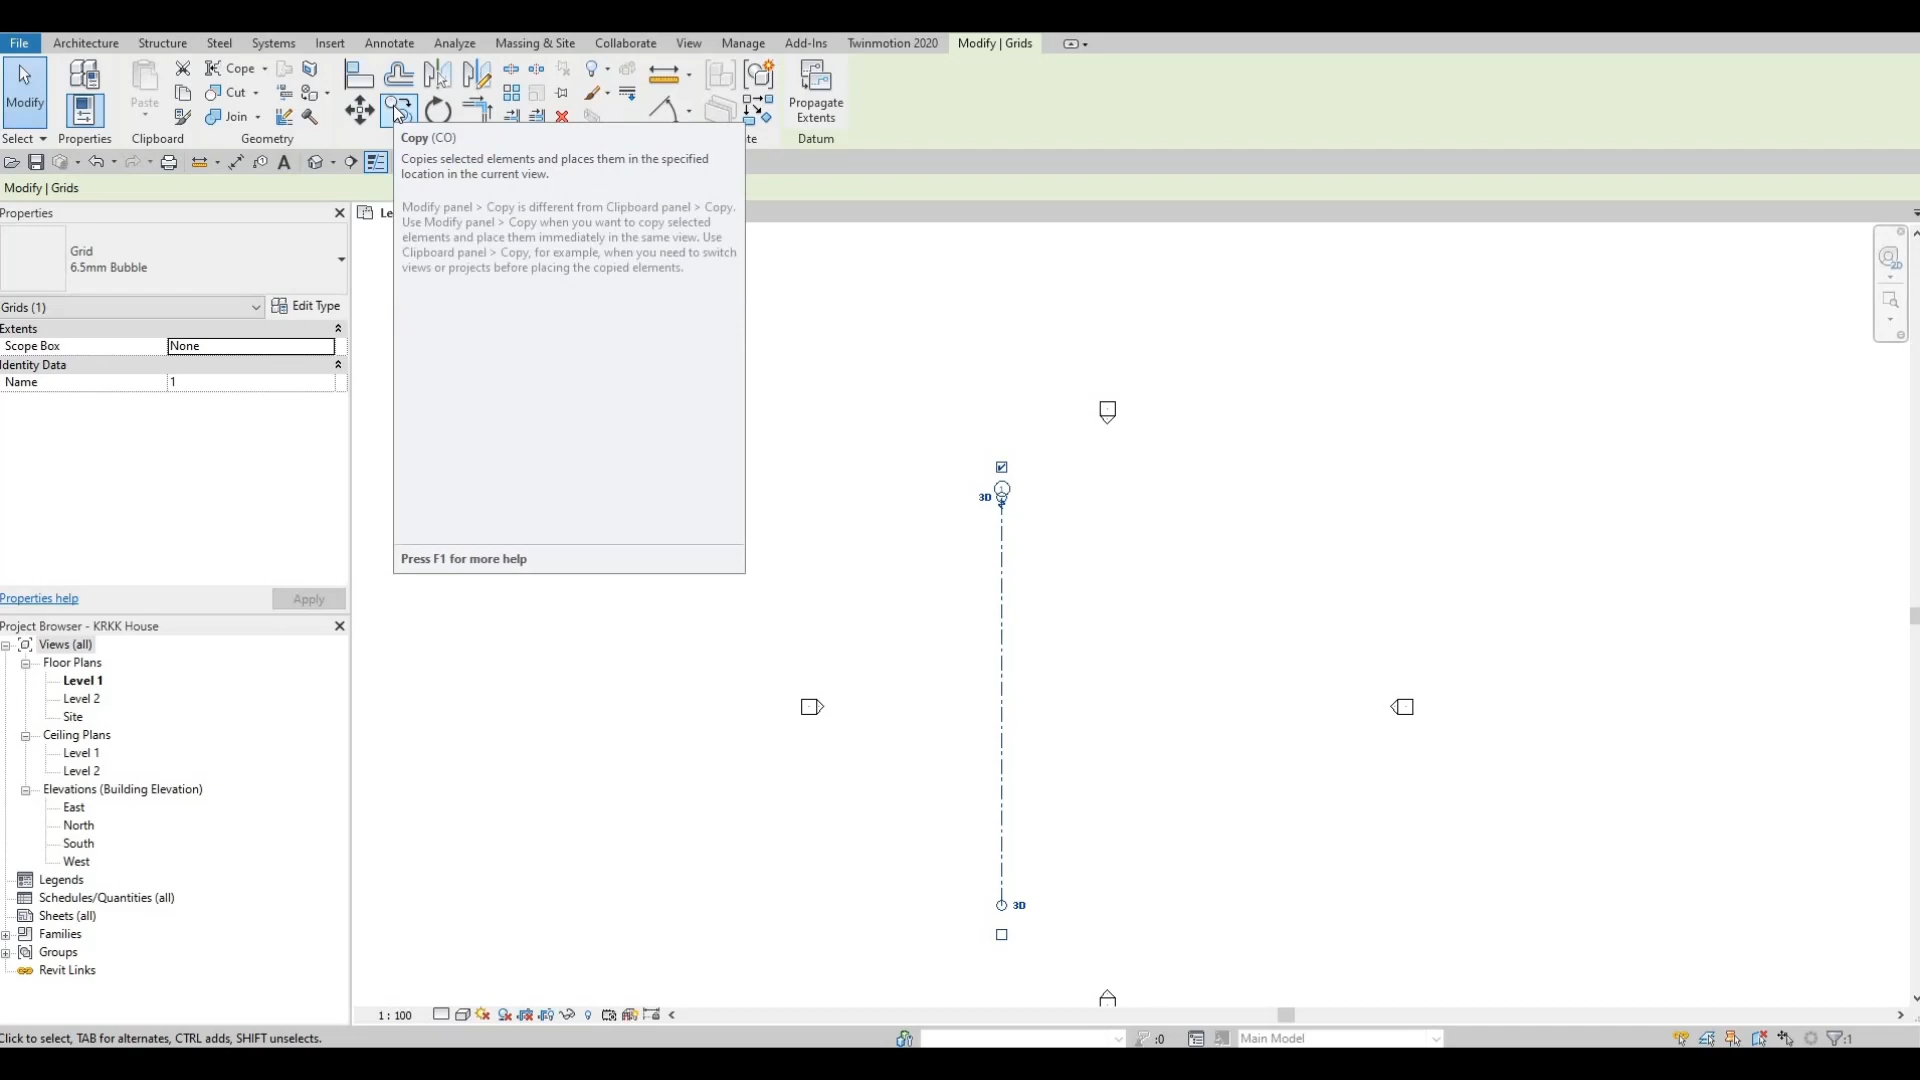 File Architecture Structure Steel Systems Insert Annotate Analyze Massing & Site Collaborate View Manage Add-Ins Twinmotion 2020 Modify | Grids
Modify
Paste
Cope
Cut
Join
Propagate
Extents
Select Properties Clipboard Geometry te Datum
A
Modify | Grids
Copy (CO)
Copies selected elements and places them in the specified
location in the current view.
Modify panel > Copy is different from Clipboard panel > Copy.
Use Modify panel > Copy when you want to copy selected
elements and place them immediately in the same view. Use
Clipboard panel > Copy, for example, when you need to switch
views or projects before placing the copied elements.
Press F1 for more help
Properties
Le
Grid
6.5mm Bubble
Grids (1) Edit Type
Extents
Scope Box None
Identity Data
Name 1
Properties help Apply
Project Browser - KRKK House
Views (all)
Floor Plans
Level 1
Level 2
Site
Ceiling Plans
Level 1
Level 2
Elevations (Building Elevation)
East
North
South
West
Legends
Schedules/Quantities (all)
Sheets (all)
Families
Groups
Revit Links
2D
3D
1
3D
1 : 100
Click to select, TAB for alternates, CTRL adds, SHIFT unselects.
:0
Main Model
:1